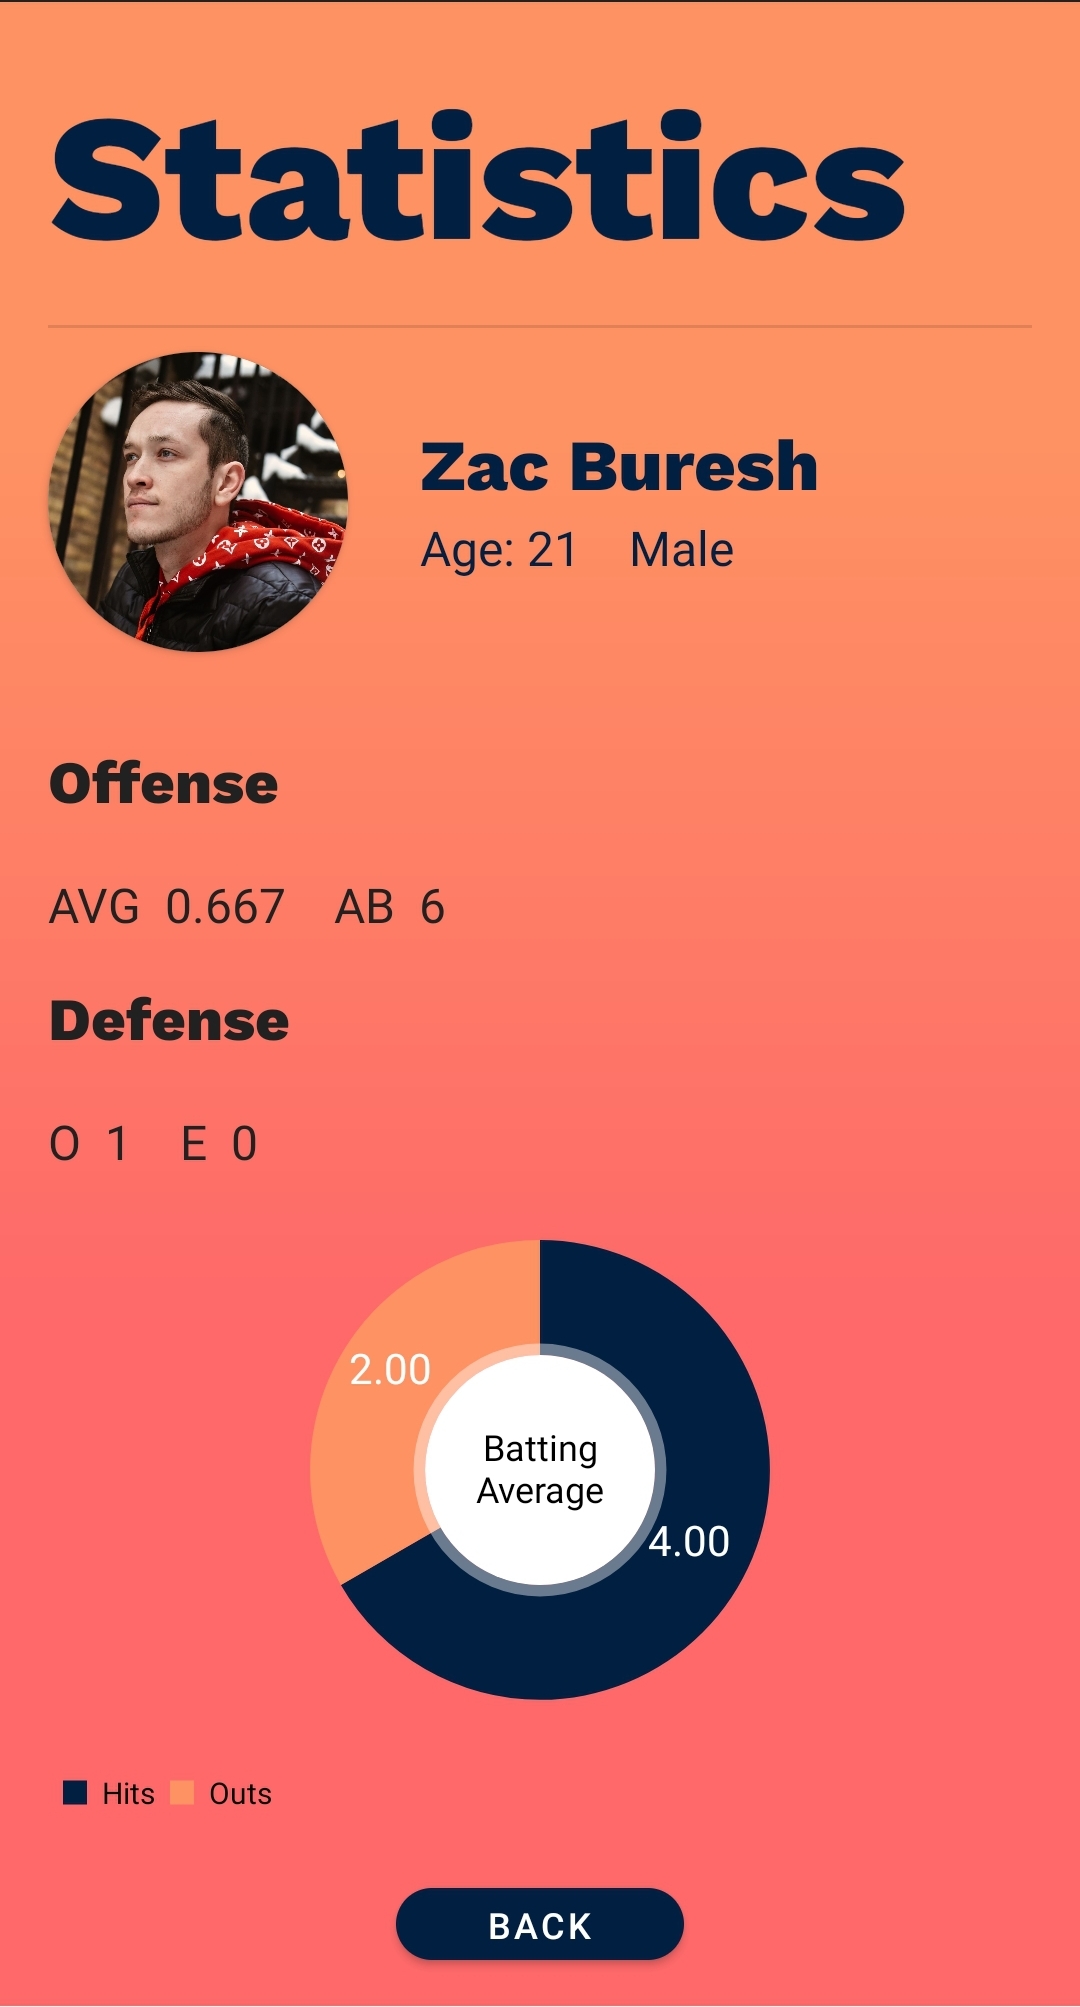 Statistics
Zac Buresh
Age: 21 Male
Offense
AVG 0.667 AB 6
Defense
O 1 E 0
2.00
Batting
Average
4.00
Hits Outs
BACK